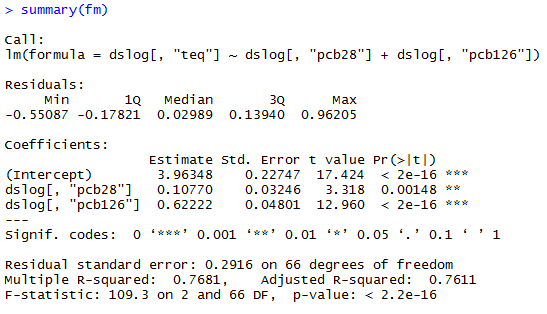 > summary(fm)
Call:
lm(formula = dslog[, "teq"] ~ dslog[, "pcb28"] + dslog[, "pcb126"])
Residuals:
     Min       1Q   Median       3Q      Max
-0.55087 -0.17821  0.02989  0.13940  0.96205
Coefficients:
                  Estimate Std. Error t value Pr(>|t|)
(Intercept)        3.96348    0.22747  17.424  < 2e-16 ***
dslog[, "pcb28"]   0.10770    0.03246   3.318  0.00148 **
dslog[, "pcb126"]  0.62222    0.04801  12.960  < 2e-16 ***
---
Signif. codes:  0 ‘***’ 0.001 ‘**’ 0.01 ‘*’ 0.05 ‘.’ 0.1 ‘ ’ 1
Residual standard error: 0.2916 on 66 degrees of freedom
Multiple R-squared: 0.7681,     Adjusted R-squared: 0.7611
F-statistic: 109.3 on 2 and 66 DF,  p-value: < 2.2e-16